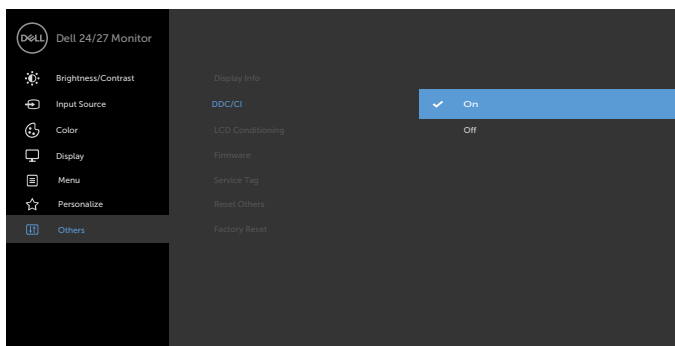 DELL Dell 24/27 Monitor
Brightness/Contrast
Input Source
Color
Display
Menu
Personalize
Others
Display Info
DDC/CI
LCD Conditioning
Firmware
Service Tag
Reset Others
Factory Reset
On
Off